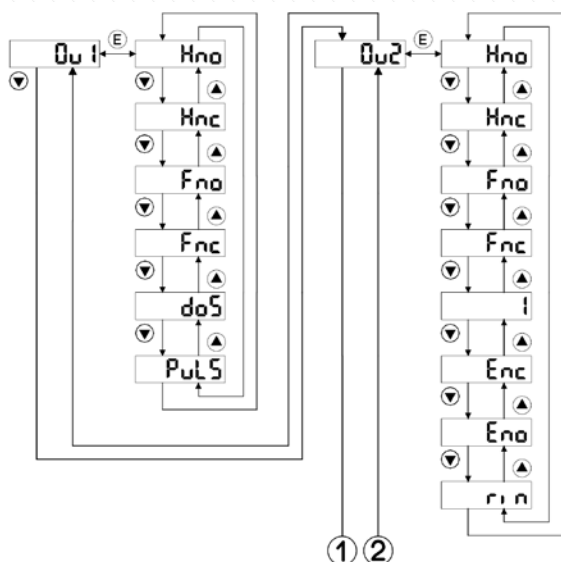 Ou1
E
Hno
Hnc
Fno
Fnc
doS
PuLS
Ou2
E
Hno
Hnc
Fno
Fnc
I
Enc
Eno
rin
1
2